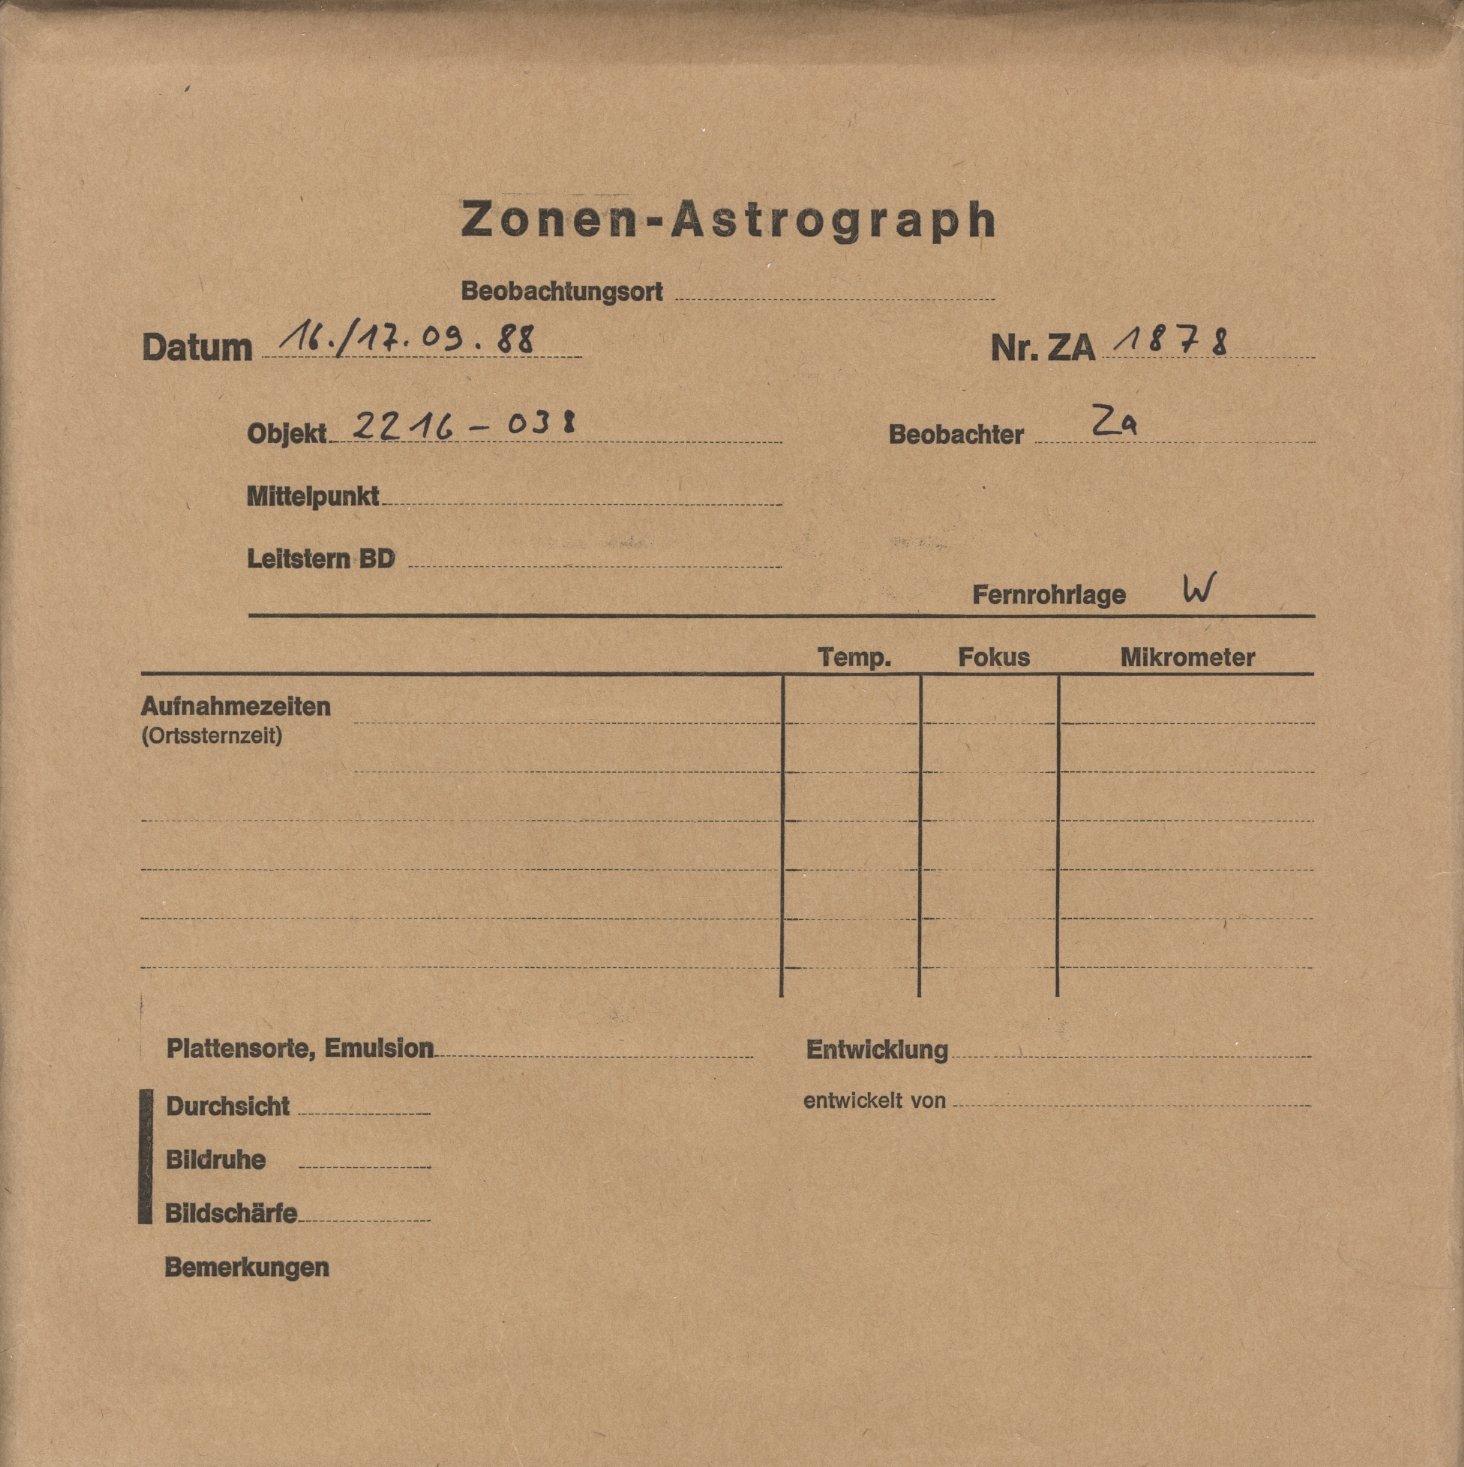 Zonen-Astrograph
Beobachtungsort
Datum 16./17.09.88 Nr. ZA 1878
Objekt 2216-038 Beobachter Za
Mittelpunkt
Leitstern BD
Fernrohrlage W
Temp. Fokus Mikrometer
Aufnahmezeiten
(Ortssternzeit)
Plattensorte, Emulsion Entwicklung
Durchsicht entwickelt von
Bildruhe
Bildschärfe
Bemerkungen